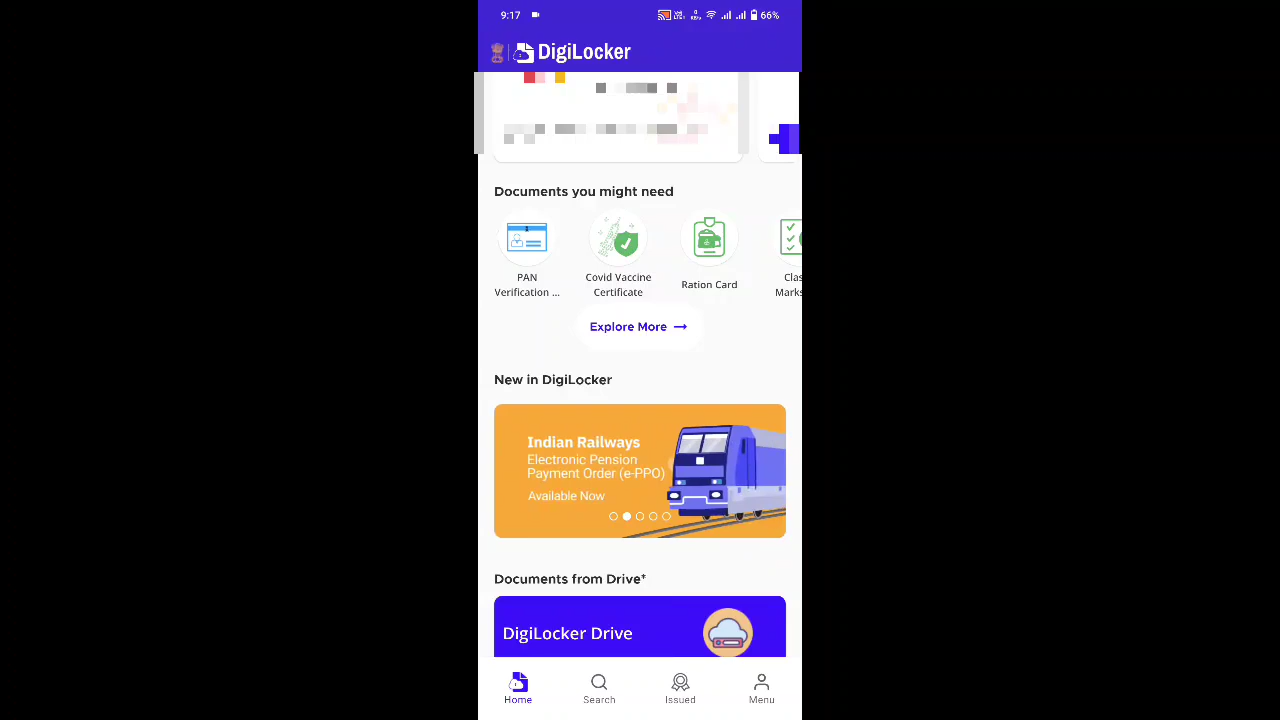 9:17
66%
DigiLocker
Documents you might need
PAN
Verification ...
Covid Vaccine
Certificate
Ration Card
Clas
Marks
Explore More →
New in DigiLocker
Indian Railways
Electronic Pension
Payment Order (e-PPO)
Available Now
Documents from Drive*
DigiLocker Drive
Home
Search
Issued
Menu